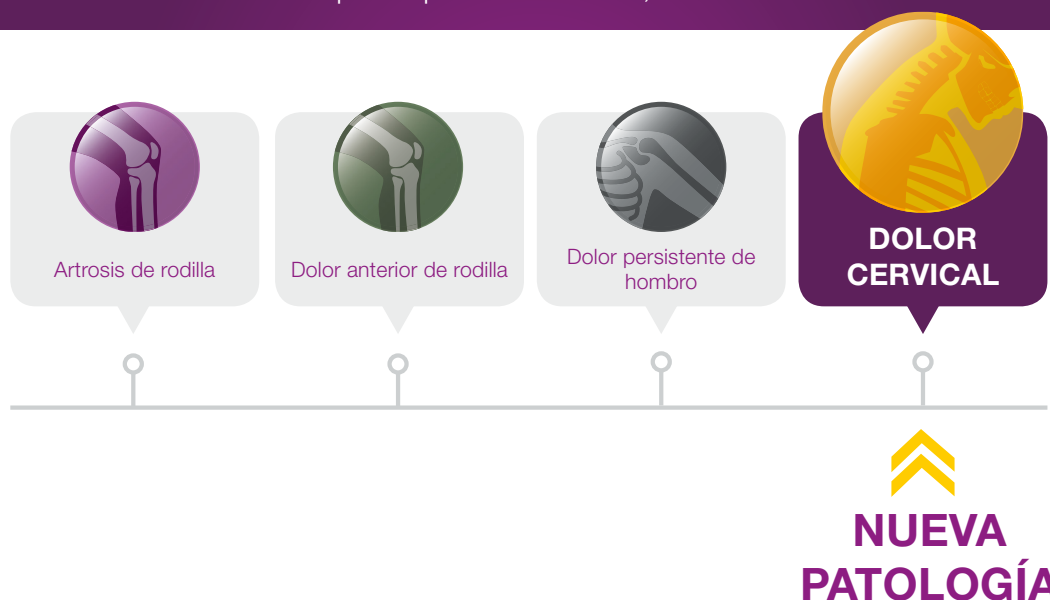 Artrosis de rodilla
Dolor anterior de rodilla
Dolor persistente de
hombro
DOLOR
CERVICAL
NUEVA
PATOLOGÍA